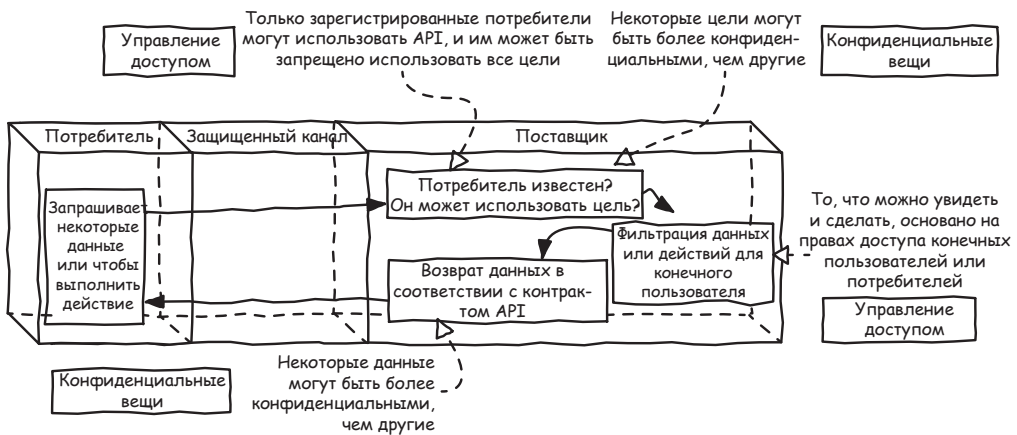 Управление
доступом
Только зарегистрированные потребители
могут использовать API, и им может быть
запрещено использовать все цели
Некоторые цели могут
быть более конфиден-
циальными, чем другие
Конфиденциальные
вещи
Потребитель
Защищенный канал
Поставщик
Запрашивает
некоторые
данные
или чтобы
выполнить
действие
Потребитель известен?
Он может использовать цель?
Фильтрация данных
или действий для
конечного
пользователя
Возврат данных в
соответствии с контрак-
том API
То, что можно увидеть
и сделать, основано на
правах доступа конечных
пользователей или
потребителей
Управление
доступом
Некоторые данные
могут быть более
конфиденциальными,
чем другие
Конфиденциальные
вещи